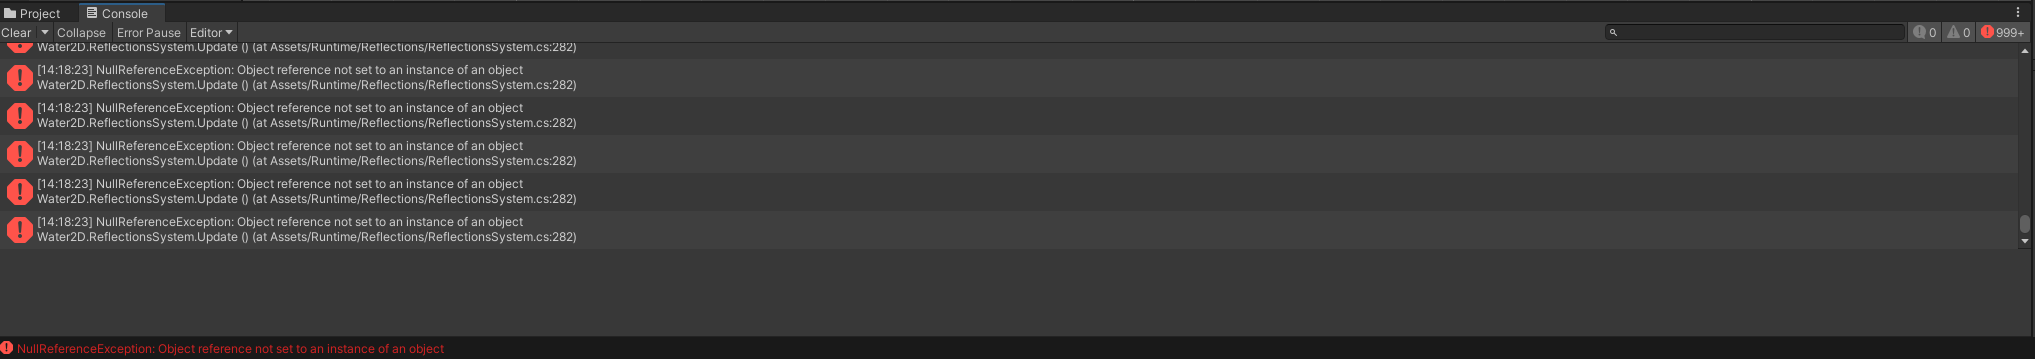 Project
Console
Clear
Collapse
Error Pause
Editor
0
0
999+
Water2D.ReflectionsSystem.Update () (at Assets/Runtime/Reflections/ReflectionsSystem.cs:282)
[14:18:23] NullReferenceException: Object reference not set to an instance of an object
Water2D.ReflectionsSystem.Update () (at Assets/Runtime/Reflections/ReflectionsSystem.cs:282)
[14:18:23] NullReferenceException: Object reference not set to an instance of an object
Water2D.ReflectionsSystem.Update () (at Assets/Runtime/Reflections/ReflectionsSystem.cs:282)
[14:18:23] NullReferenceException: Object reference not set to an instance of an object
Water2D.ReflectionsSystem.Update () (at Assets/Runtime/Reflections/ReflectionsSystem.cs:282)
[14:18:23] NullReferenceException: Object reference not set to an instance of an object
Water2D.ReflectionsSystem.Update () (at Assets/Runtime/Reflections/ReflectionsSystem.cs:282)
[14:18:23] NullReferenceException: Object reference not set to an instance of an object
Water2D.ReflectionsSystem.Update () (at Assets/Runtime/Reflections/ReflectionsSystem.cs:282)
NullReferenceException: Object reference not set to an instance of an object